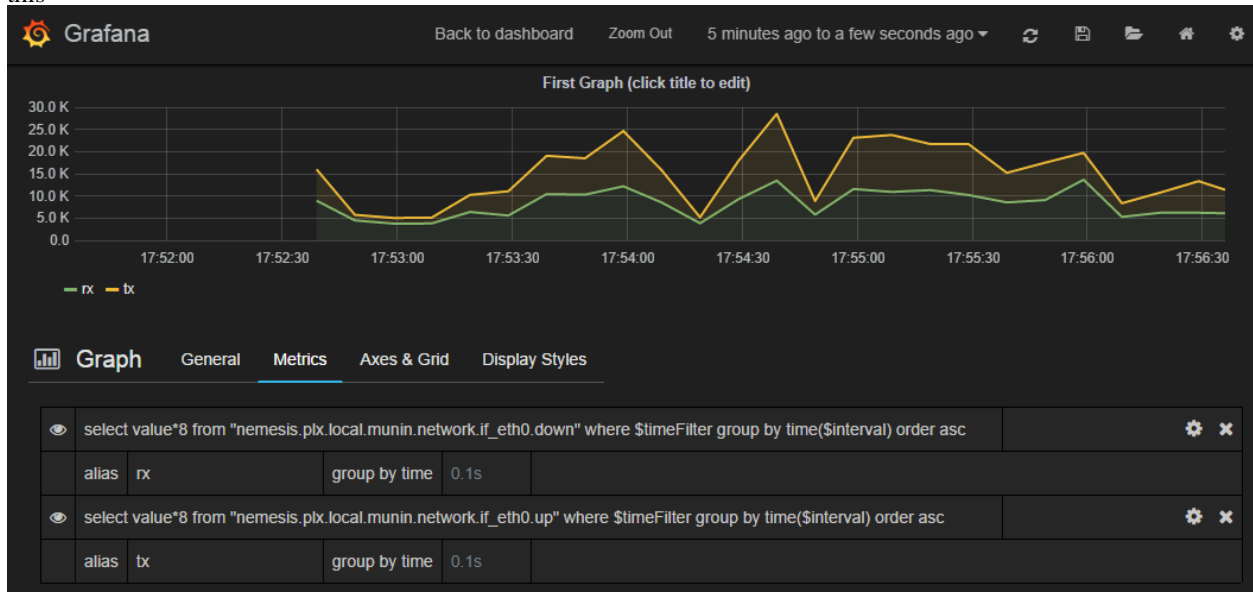 this
Grafana Back to dashboard Zoom Out 5 minutes ago to a few seconds ago
First Graph (click title to edit)
30.0 K
25.0 K
20.0 K
15.0 K
10.0 K
5.0 K
0.0
17:52:00 17:52:30 17:53:00 17:53:30 17:54:00 17:54:30 17:55:00 17:55:30 17:56:00 17:56:30
rx tx
Graph General Metrics Axes & Grid Display Styles
select value*8 from "nemesis.plx.local.munin.network.if_eth0.down" where $timeFilter group by time($interval) order asc
alias rx group by time 0.1s
select value*8 from "nemesis.plx.local.munin.network.if_eth0.up" where $timeFilter group by time($interval) order asc
alias tx group by time 0.1s